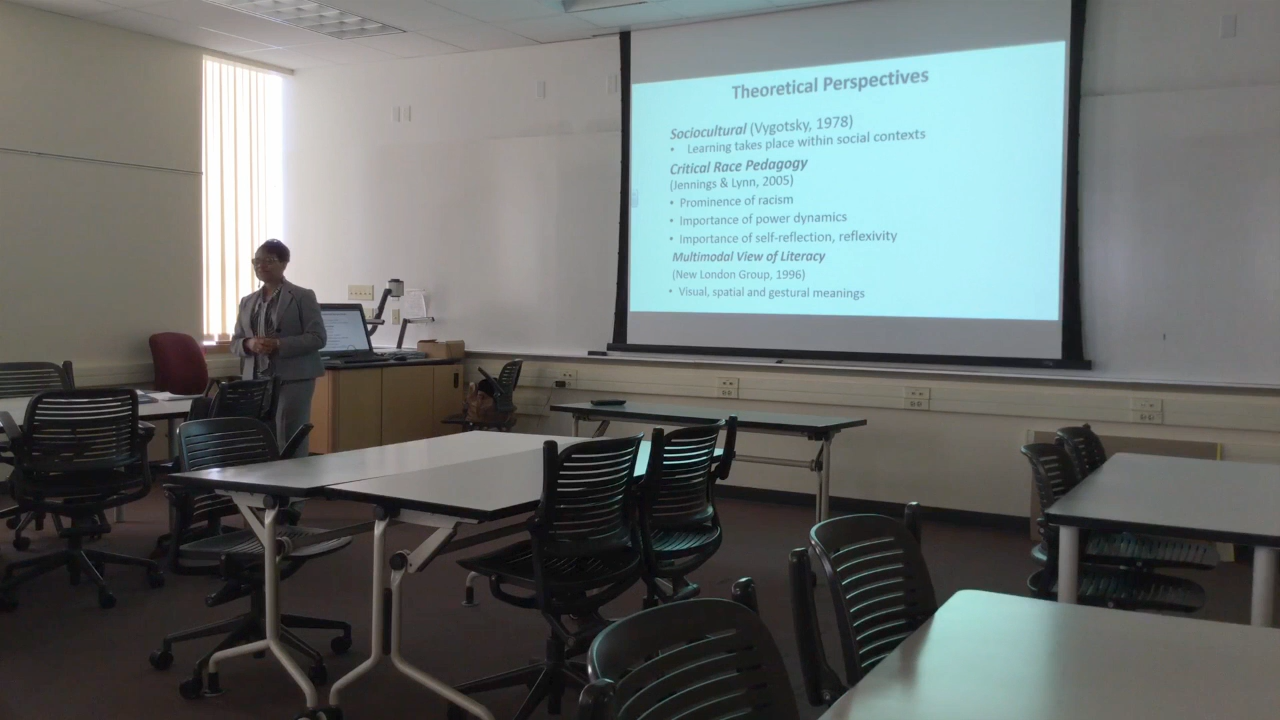 Theoretical Perspectives
Sociocultural (Vygotsky, 1978)
• Learning takes place within social contexts
Critical Race Pedagogy
(Jennings & Lynn, 2005)
• Prominence of racism
• Importance of power dynamics
• Importance of self-reflection, reflexivity
Multimodal View of Literacy
(New London Group, 1996)
• Visual, spatial and gestural meanings